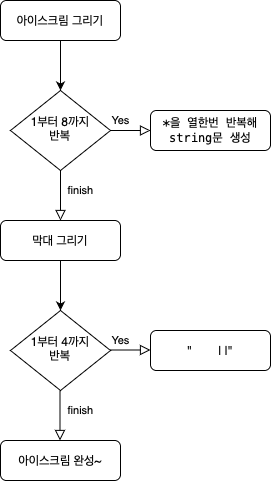 아이스크림 그리기
1부터 8까지
반복
Yes
*을 열한번 반복해
string문 생성
finish
막대 그리기
1부터 4까지
반복
Yes
"    ||"
finish
아이스크림 완성~